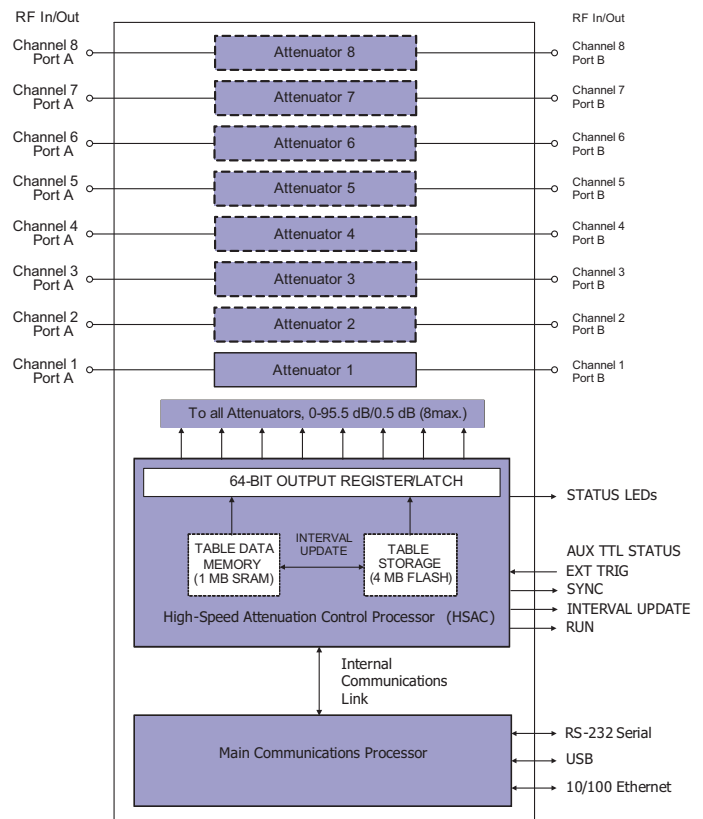 RF In/Out
RF In/Out
Channel 8
Port A
Attenuator 8
Channel 8
Port B
Channel 7
Port A
Attenuator 7
Channel 7
Port B
Channel 6
Port A
Attenuator 6
Channel 6
Port B
Channel 5
Port A
Attenuator 5
Channel 5
Port B
Channel 4
Port A
Attenuator 4
Channel 4
Port B
Channel 3
Port A
Attenuator 3
Channel 3
Port B
Channel 2
Port A
Attenuator 2
Channel 2
Port B
Channel 1
Port A
Attenuator 1
Channel 1
Port B
To all Attenuators, 0-95.5 dB/0.5 dB (8max.)
64-BIT OUTPUT REGISTER/LATCH
STATUS LEDs
TABLE DATA
MEMORY
(1 MB SRAM)
INTERVAL
UPDATE
TABLE
STORAGE
(4 MB FLASH)
AUX TTL STATUS
EXT TRIG
SYNC
INTERVAL UPDATE
RUN
High-Speed Attenuation Control Processor (HSAC)
Internal
Communications
Link
Main Communications Processor
RS-232 Serial
USB
10/100 Ethernet